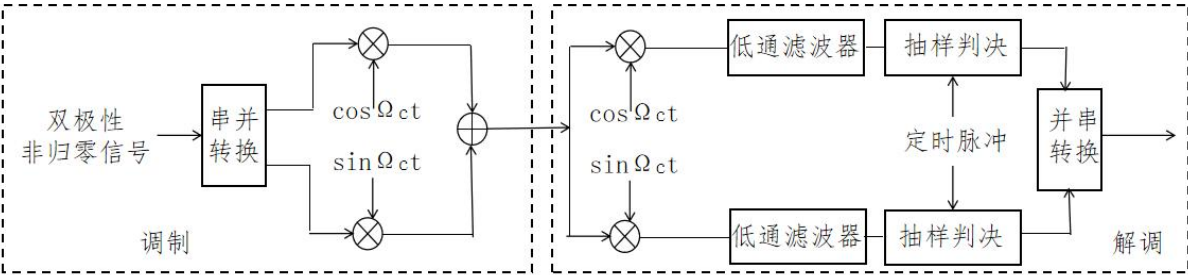 双极性
非归零信号
串并
转换
cosΩct
sinΩct
调制
cosΩct
sinΩct
低通滤波器
抽样判决
定时脉冲
低通滤波器
抽样判决
并串
转换
解调